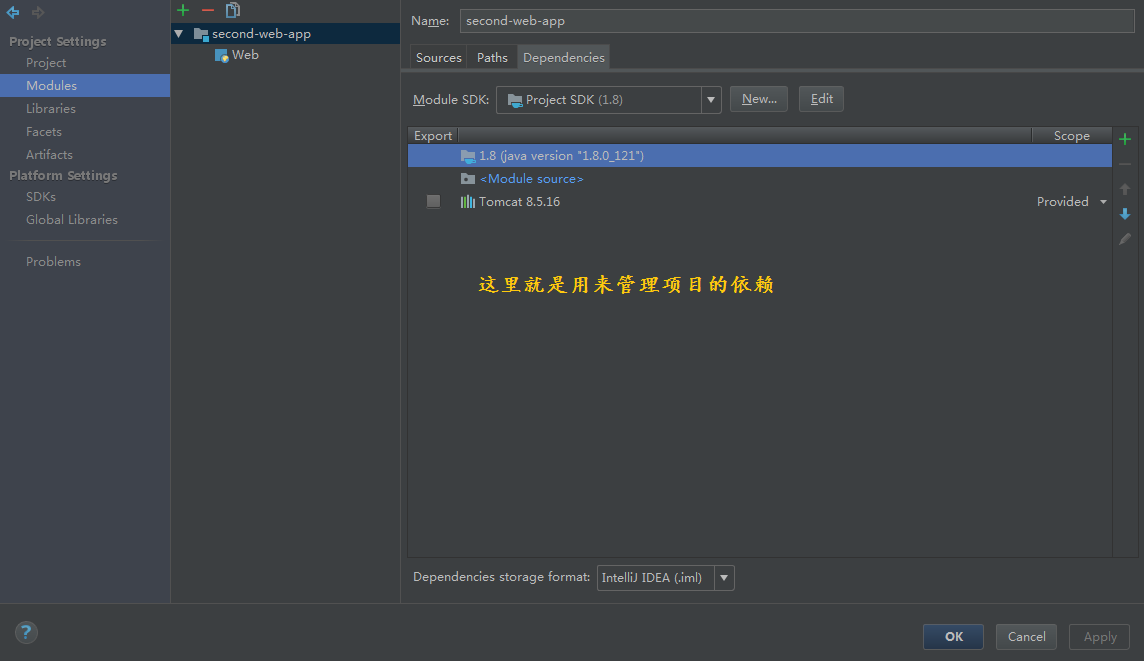 Project Settings
Project
Modules
Libraries
Facets
Artifacts
Platform Settings
SDKs
Global Libraries
Problems
second-web-app
Web
Name: second-web-app
Sources Paths Dependencies
Module SDK: Project SDK (1.8) New... Edit
Export Scope
1.8 (java version "1.8.0_121")
<Module source>
Tomcat 8.5.16 Provided
这里就是用来管理项目的依赖
Dependencies storage format: IntelliJ IDEA (.iml)
? OK Cancel Apply